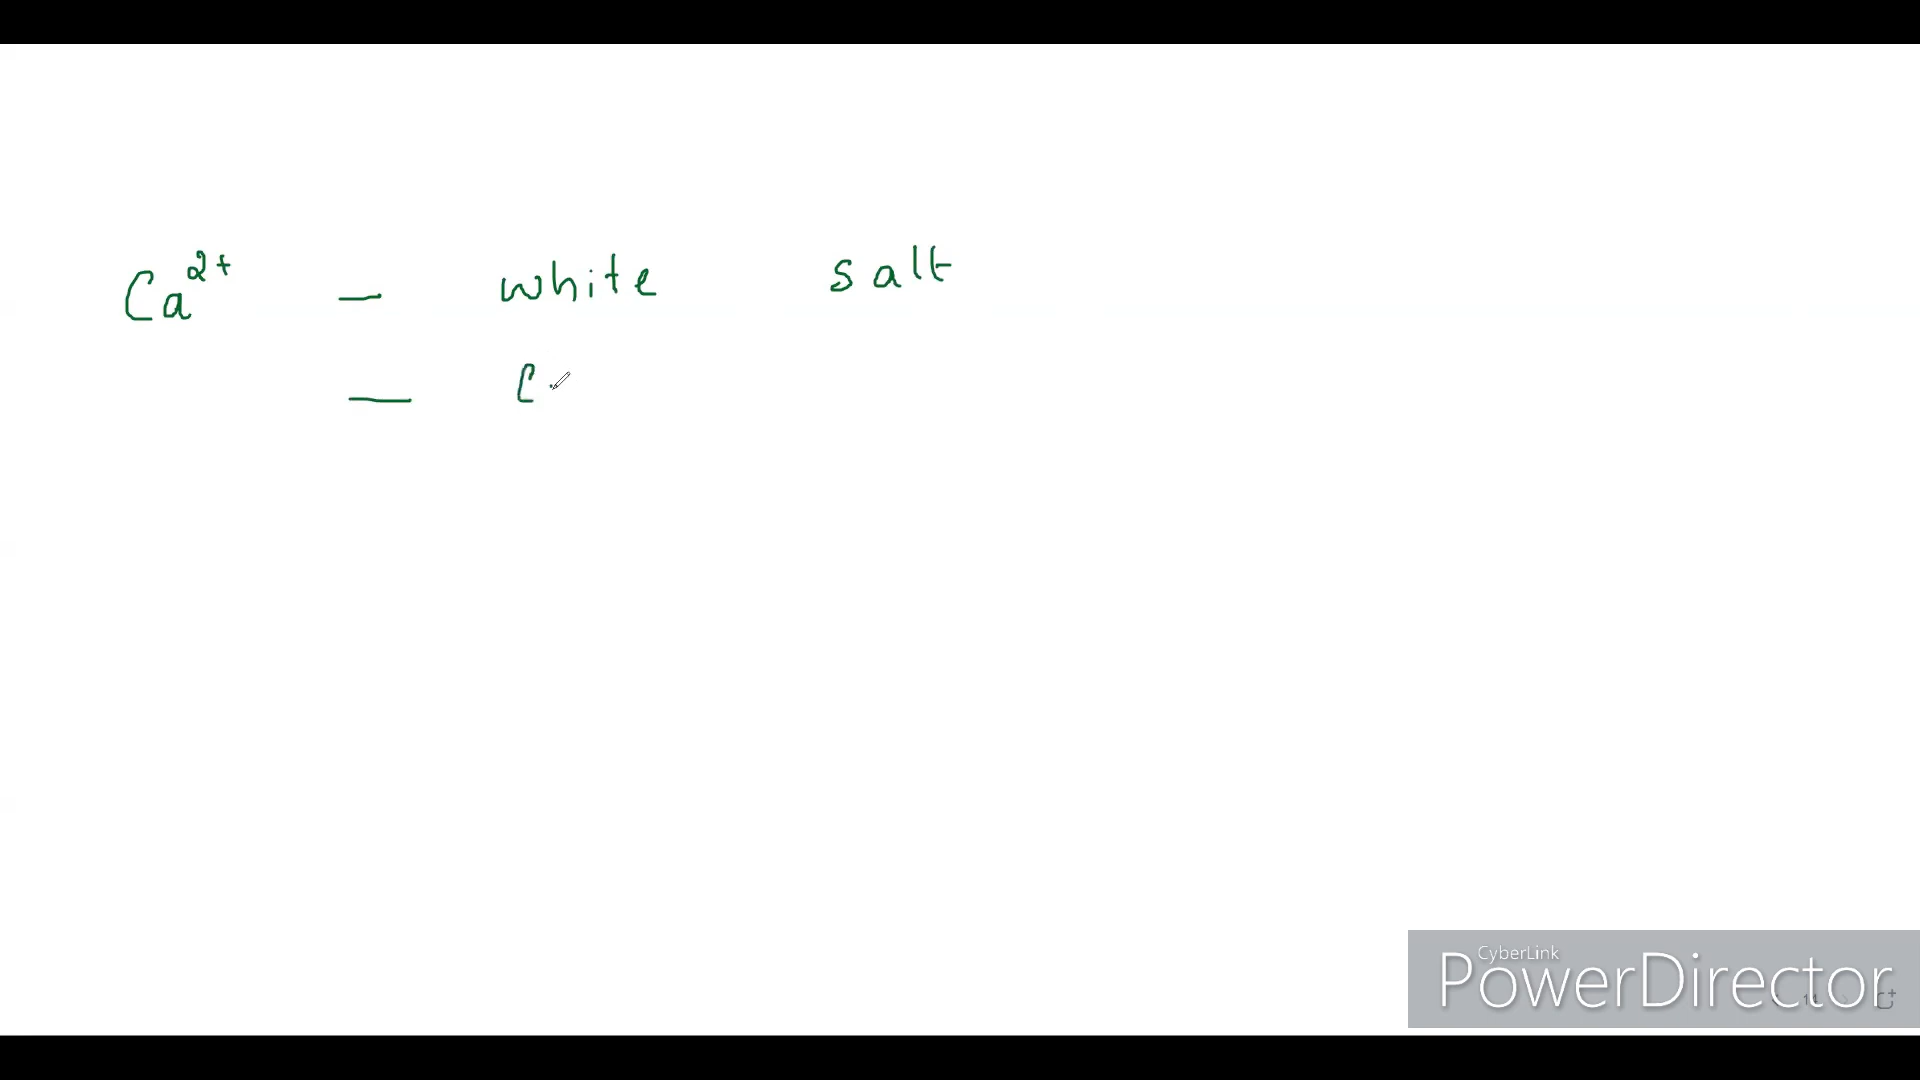 Ca²⁺ — white salt
— C
CyberLink
PowerDirector